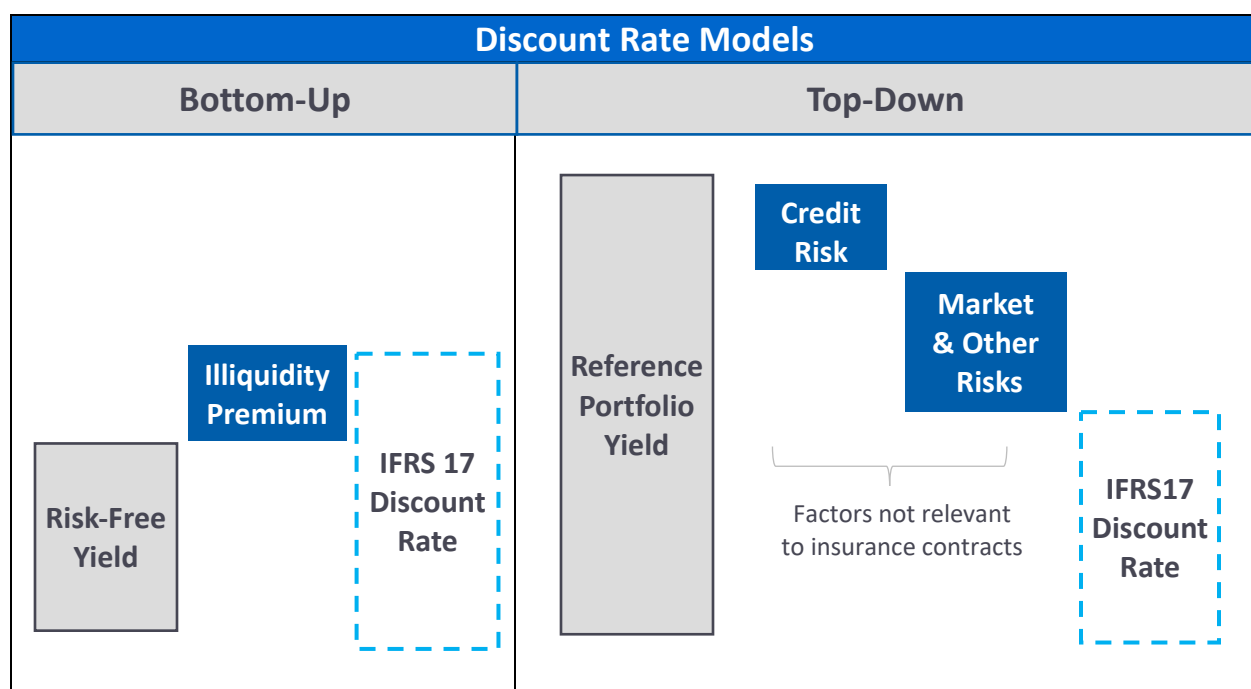 Discount Rate Models
Bottom-Up
Top-Down
Risk-Free
Yield
Illiquidity
Premium
IFRS 17
Discount
Rate
Reference
Portfolio
Yield
Credit
Risk
Market
& Other
Risks
Factors not relevant
to insurance contracts
IFRS17
Discount
Rate